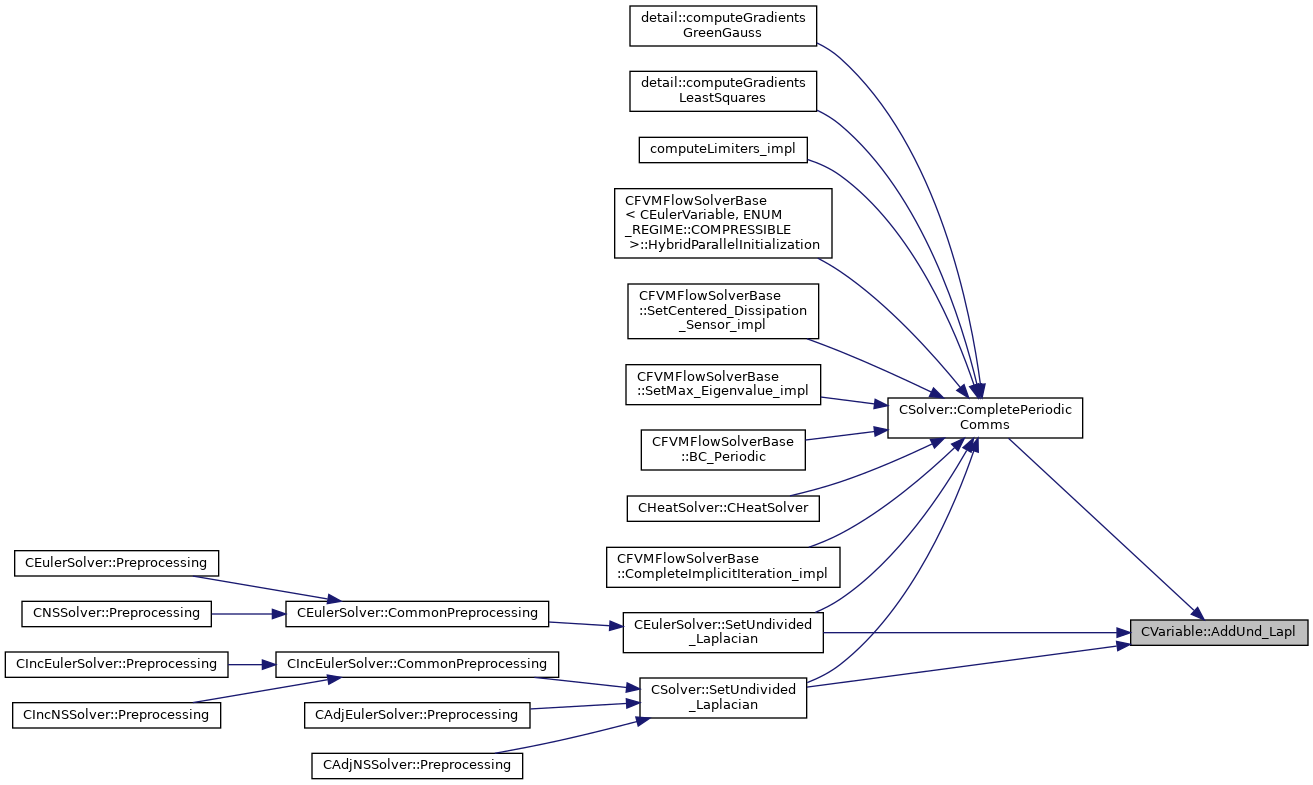 detail::computeGradients
GreenGauss
detail::computeGradients
LeastSquares
computeLimiters_impl
CFVMFlowSolverBase
< CEulerVariable, ENUM
_REGIME::COMPRESSIBLE
>::HybridParallelInitialization
CFVMFlowSolverBase
::SetCentered_Dissipation
_Sensor_impl
CFVMFlowSolverBase
::SetMax_Eigenvalue_impl
CSolver::CompletePeriodic
Comms
CFVMFlowSolverBase
::BC_Periodic
CHeatSolver::CHeatSolver
CFVMFlowSolverBase
::CompleteImplicitIteration_impl
CEulerSolver::Preprocessing
CNSSolver::Preprocessing
CEulerSolver::CommonPreprocessing
CEulerSolver::SetUndivided
_Laplacian
CVariable::AddUnd_Lapl
CIncEulerSolver::Preprocessing
CIncEulerSolver::CommonPreprocessing
CSolver::SetUndivided
_Laplacian
CIncNSSolver::Preprocessing
CAdjEulerSolver::Preprocessing
CAdjNSSolver::Preprocessing